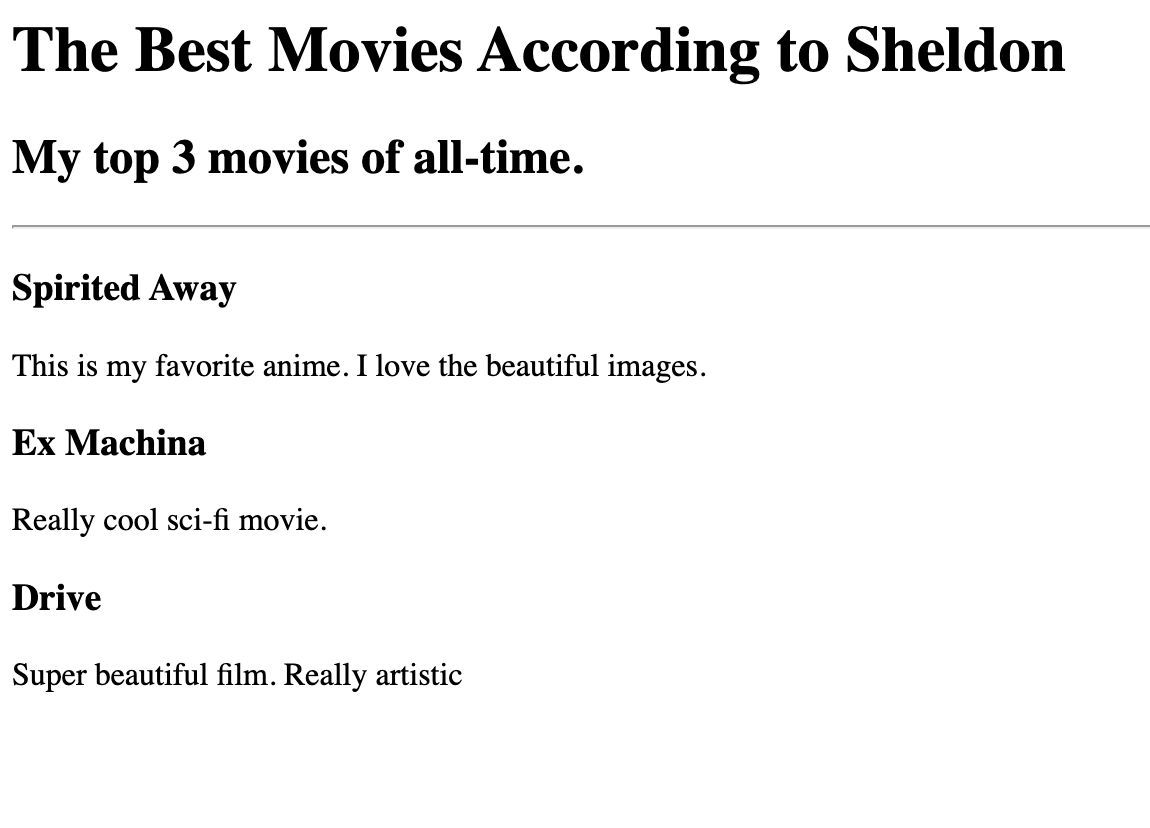 The Best Movies According to Sheldon
My top 3 movies of all-time.
Spirited Away
This is my favorite anime. I love the beautiful images.
Ex Machina
Really cool sci-fi movie.
Drive
Super beautiful film. Really artistic